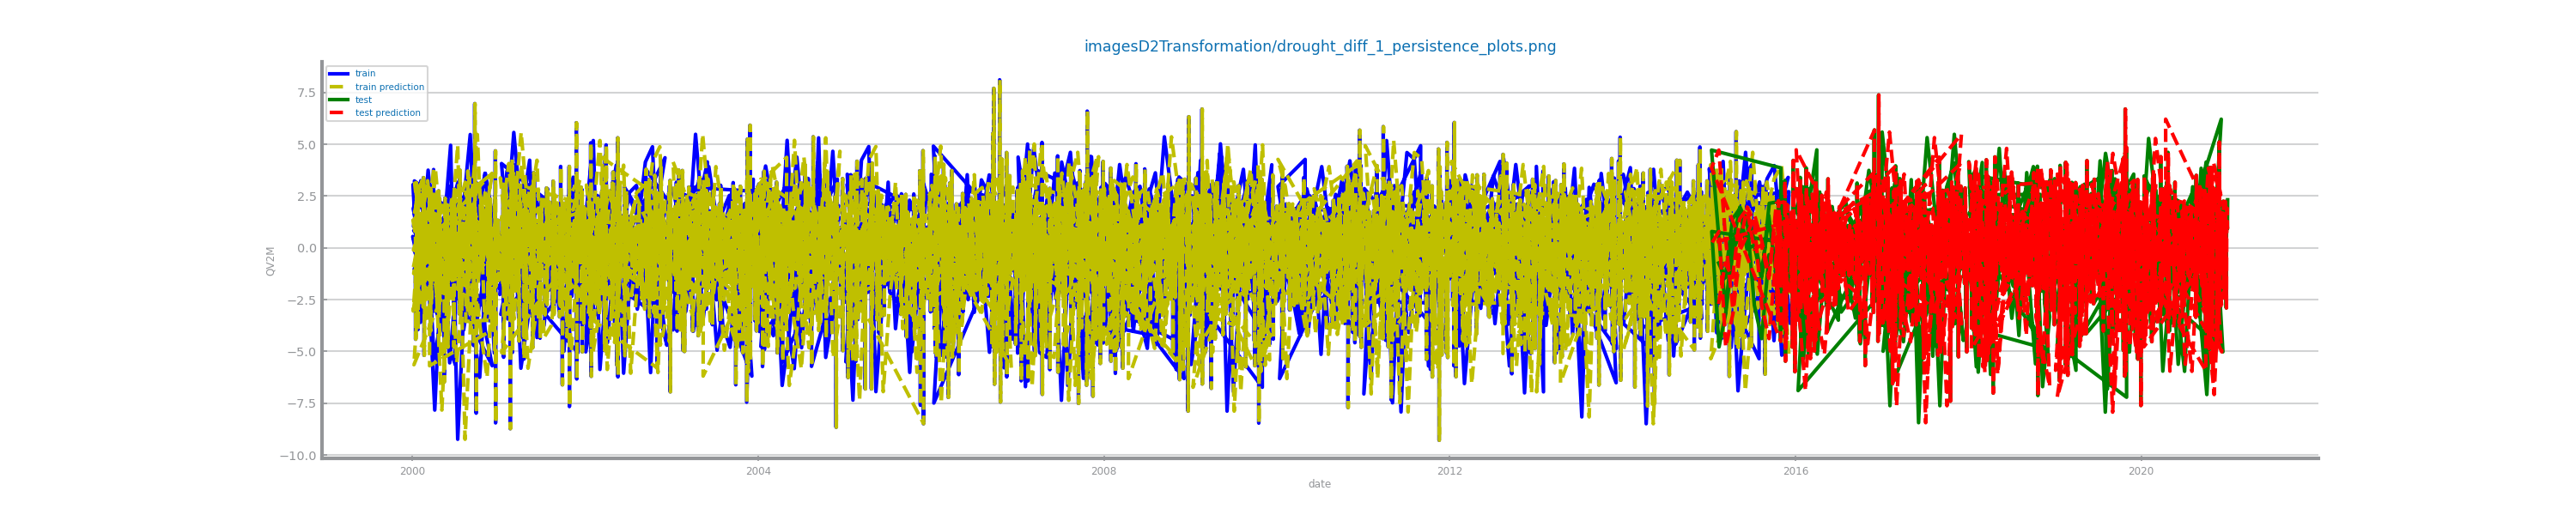 imagesD2Transformation/drought_diff_1_persistence_plots.png
train
train prediction
test
test prediction
7.5
5.0
2.5
0.0
−2.5
−5.0
−7.5
−10.0
QV2M
2000 2004 2008 2012 2016 2020
date